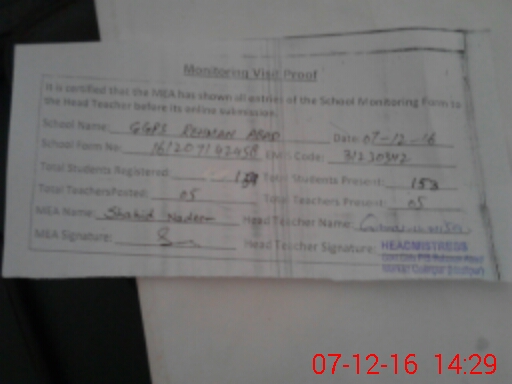 Monitoring Visit Proof
It is certified that the MEA has shown all entries of the School Monitoring Form to
the Head Teacher before its online submission.
School Name: GGPS REHMAN ABAD Date: 07-12-16
School Form No: 161207142458 EMIS Code: 31230342
Total Students Registered: Total Students Present: 153
Total Teachers Posted: 05 Total Teachers Present: 05
MEA Name: Shahid Nadeem Head Teacher Name:
MEA Signature: Head Teacher Signature: HEADMISTRESS
07-12-16 14:29